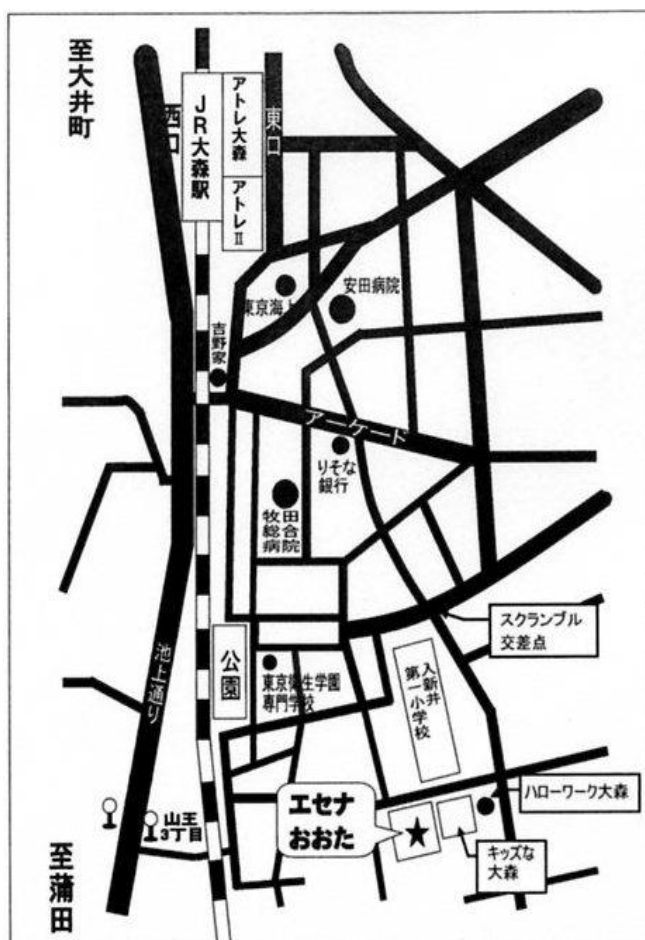 至大井町
西口
JR大森駅
アトレ大森
アトレⅡ
東口
東京海上
安田病院
吉野家
アーケード
りそな
銀行
牧田
総合
病院
スクランブル
交差点
公園
池上通り
東京衛生学園
専門学校
入新井
第一小学校
ハローワーク大森
エセナ
おおた
山王
3丁目
キッズな
大森
至蒲田